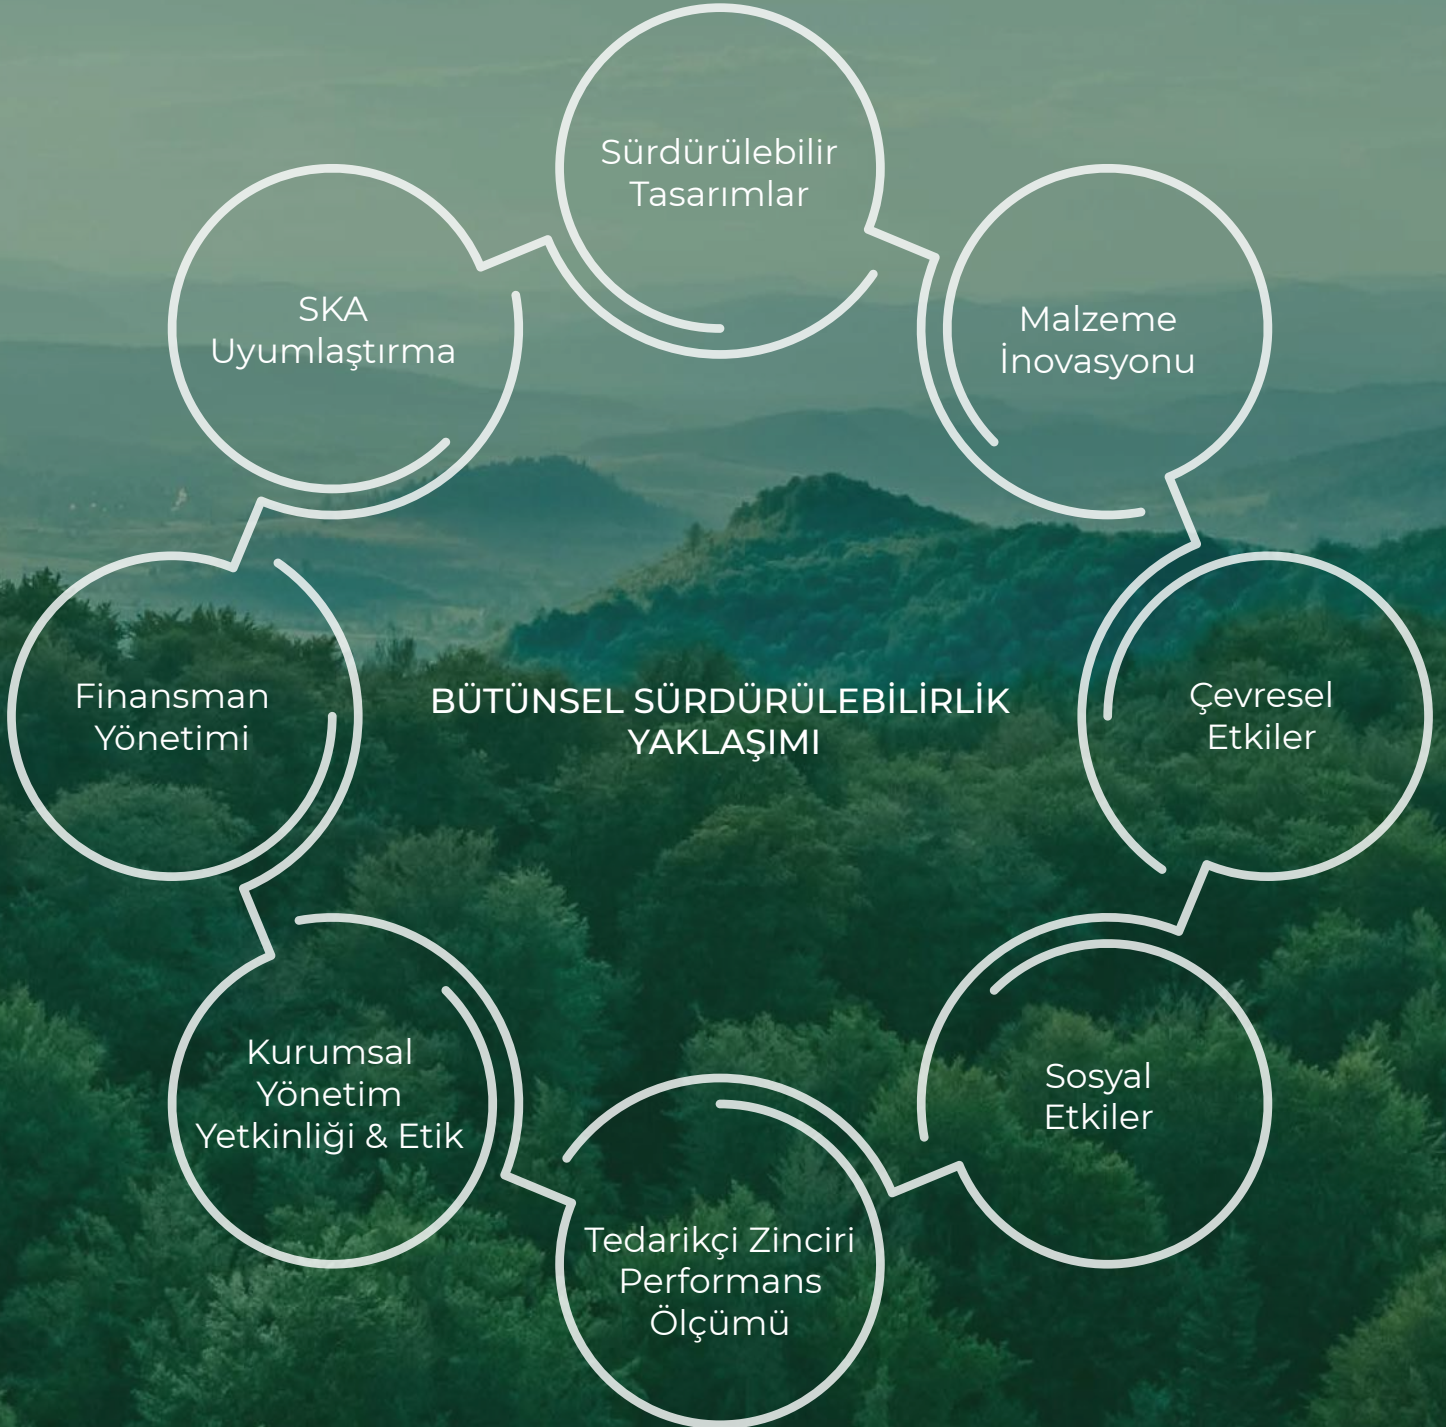 Sürdürülebilir
Tasarımlar
Malzeme
İnovasyonu
Çevresel
Etkiler
Sosyal
Etkiler
Tedarikçi Zinciri
Performans
Ölçümü
Kurumsal
Yönetim
Yetkinliği & Etik
Finansman
Yönetimi
SKA
Uyumlaştırma
BÜTÜNSEL SÜRDÜRÜLEBİLİRLİK
YAKLAŞIMI